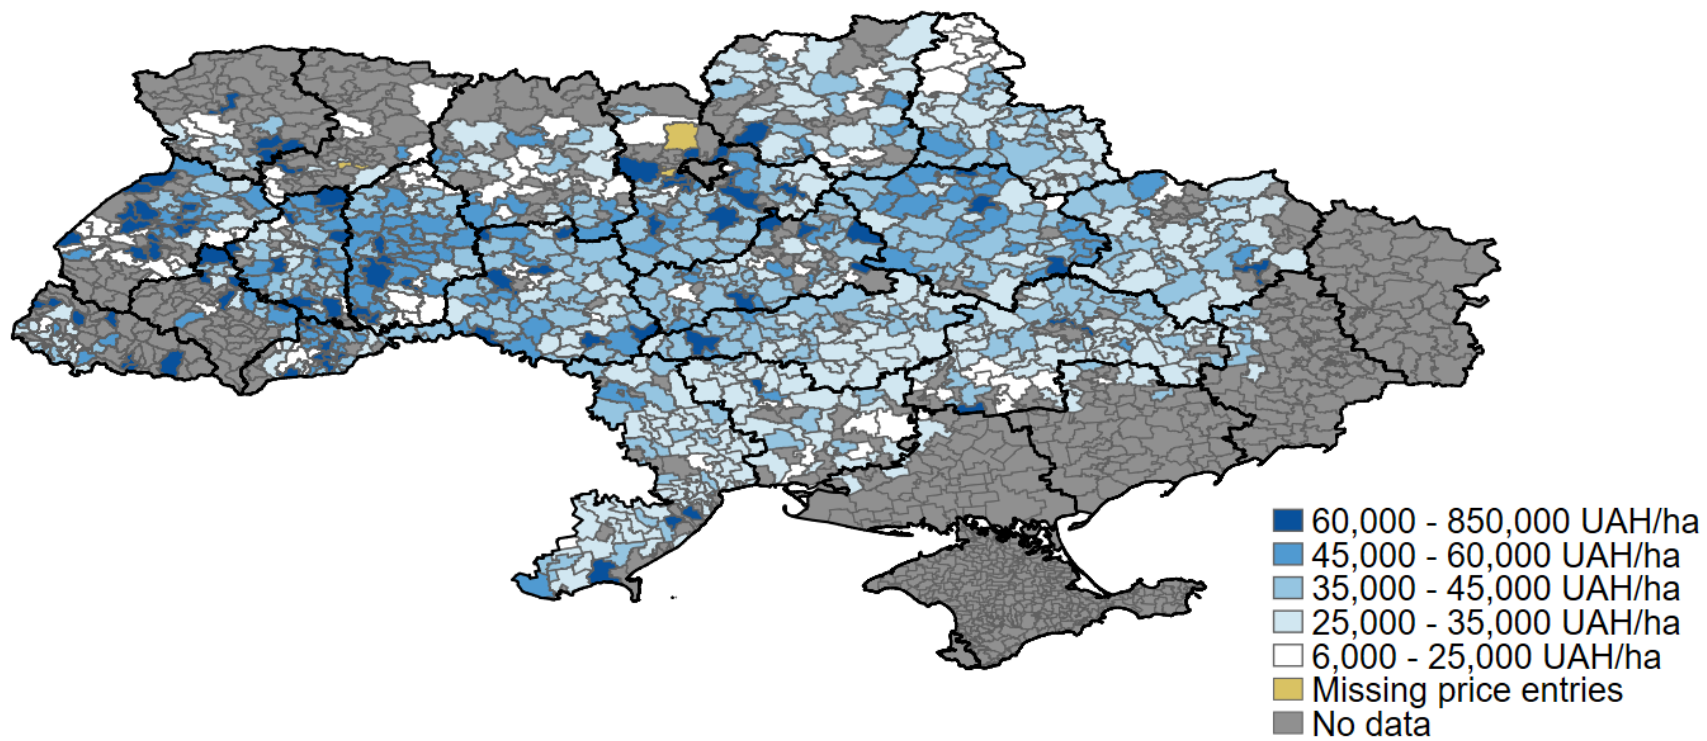 60,000 - 850,000 UAH/ha
45,000 - 60,000 UAH/ha
35,000 - 45,000 UAH/ha
25,000 - 35,000 UAH/ha
6,000 - 25,000 UAH/ha
Missing price entries
No data